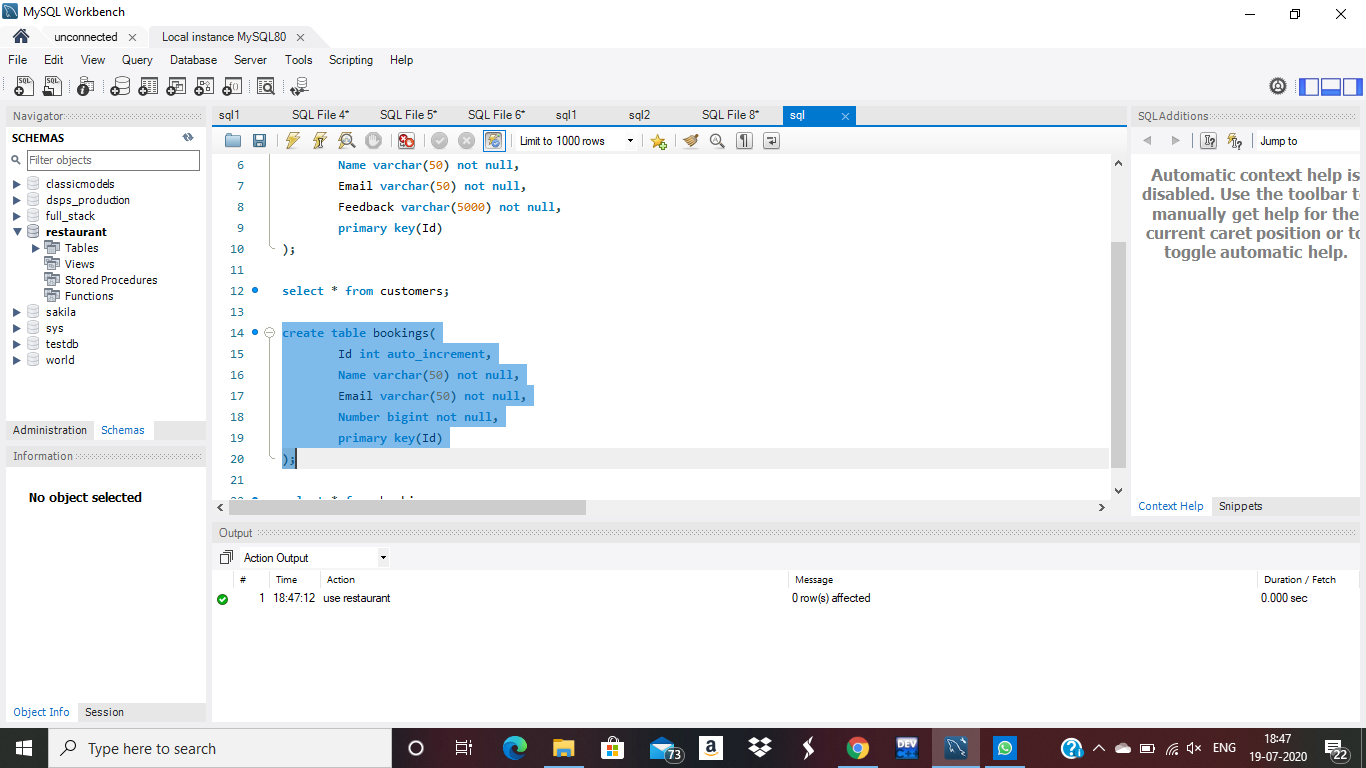 MySQL Workbench
unconnected
Local instance MySQL80
File Edit View Query Database Server Tools Scripting Help
Navigator
SCHEMAS
Filter objects
classicmodels
dsps_production
full_stack
restaurant
Tables
Views
Stored Procedures
Functions
sakila
sys
testdb
world
Administration Schemas
Information
No object selected
Object Info Session
sql1 SQL File 4* SQL File 5* SQL File 6* sql1 sql2 SQL File 8* sql
Limit to 1000 rows
6 Name varchar(50) not null,
7 Email varchar(50) not null,
8 Feedback varchar(5000) not null,
9 primary key(Id)
10 );
11
12 select * from customers;
13
14 create table bookings(
15 Id int auto_increment,
16 Name varchar(50) not null,
17 Email varchar(50) not null,
18 Number bigint not null,
19 primary key(Id)
20 );
21
SQLAdditions
Jump to
Automatic context help is
disabled. Use the toolbar t
manually get help for the
current caret position or to
toggle automatic help.
Context Help Snippets
Output
Action Output
# Time Action Message Duration / Fetch
1 18:47:12 use restaurant 0 row(s) affected 0.000 sec
Type here to search
73
a
DEV
C++
ENG
18:47
19-07-2020
22